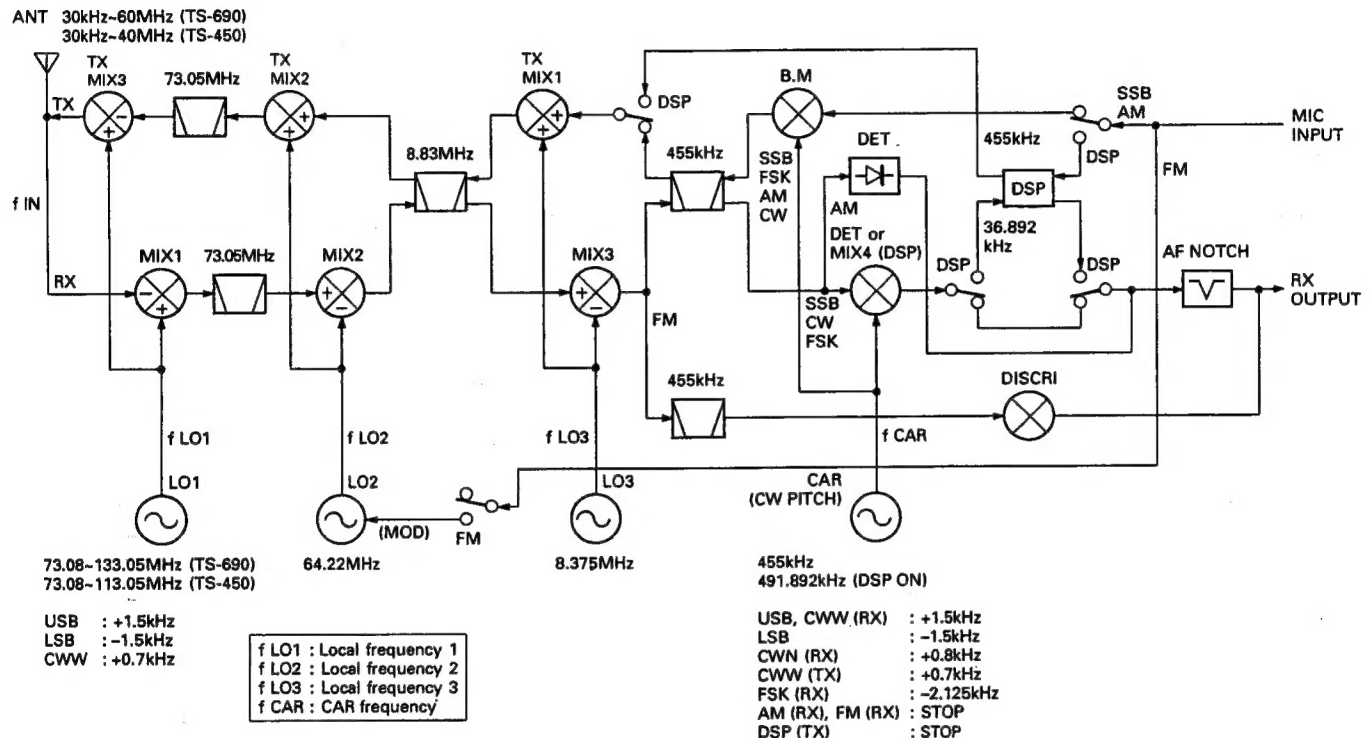 ANT 30kHz~60MHz (TS-690)
30kHz~40MHz (TS-450)
TX
MIX3
73.05MHz
TX
MIX2
TX
MIX1
DSP
B.M
SSB
AM
MIC
INPUT
TX
8.83MHz
455kHz
SSB
FSK
AM
CW
DET
455kHz
DSP
DSP
FM
f IN
AM
36.892
kHz
MIX1
73.05MHz
MIX2
MIX3
DET or
MIX4 (DSP)
DSP
DSP
AF NOTCH
RX
RX
OUTPUT
FM
SSB
CW
FSK
455kHz
DISCRI
f LO1
f LO2
f LO3
f CAR
LO1
LO2
(MOD)
FM
LO3
CAR
(CW PITCH)
73.08~133.05MHz (TS-690)
73.08~113.05MHz (TS-450)
64.22MHz
8.375MHz
455kHz
491.892kHz (DSP ON)
USB : +1.5kHz
LSB : -1.5kHz
CWW : +0.7kHz
f LO1 : Local frequency 1
f LO2 : Local frequency 2
f LO3 : Local frequency 3
f CAR : CAR frequency
USB, CWW (RX) : +1.5kHz
LSB : -1.5kHz
CWN (RX) : +0.8kHz
CWW (TX) : +0.7kHz
FSK (RX) : -2.125kHz
AM (RX), FM (RX) : STOP
DSP (TX) : STOP